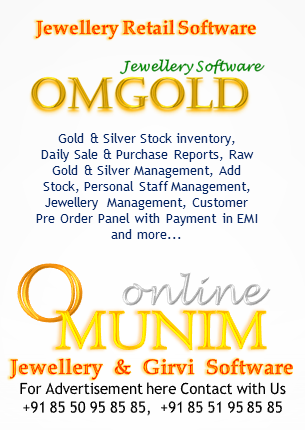 Jewellery Retail Software
Jewellery Software
OMGOLD
Gold & Silver Stock inventory,
Daily Sale & Purchase Reports, Raw
Gold & Silver Management, Add
Stock, Personal Staff Management,
Jewellery Management, Customer
Pre Order Panel with Payment in EMI
and more...
online
MUNIM
Jewellery & Girvi Software
For Advertisement here Contact with Us
+91 85 50 95 85 85, +91 85 51 95 85 85